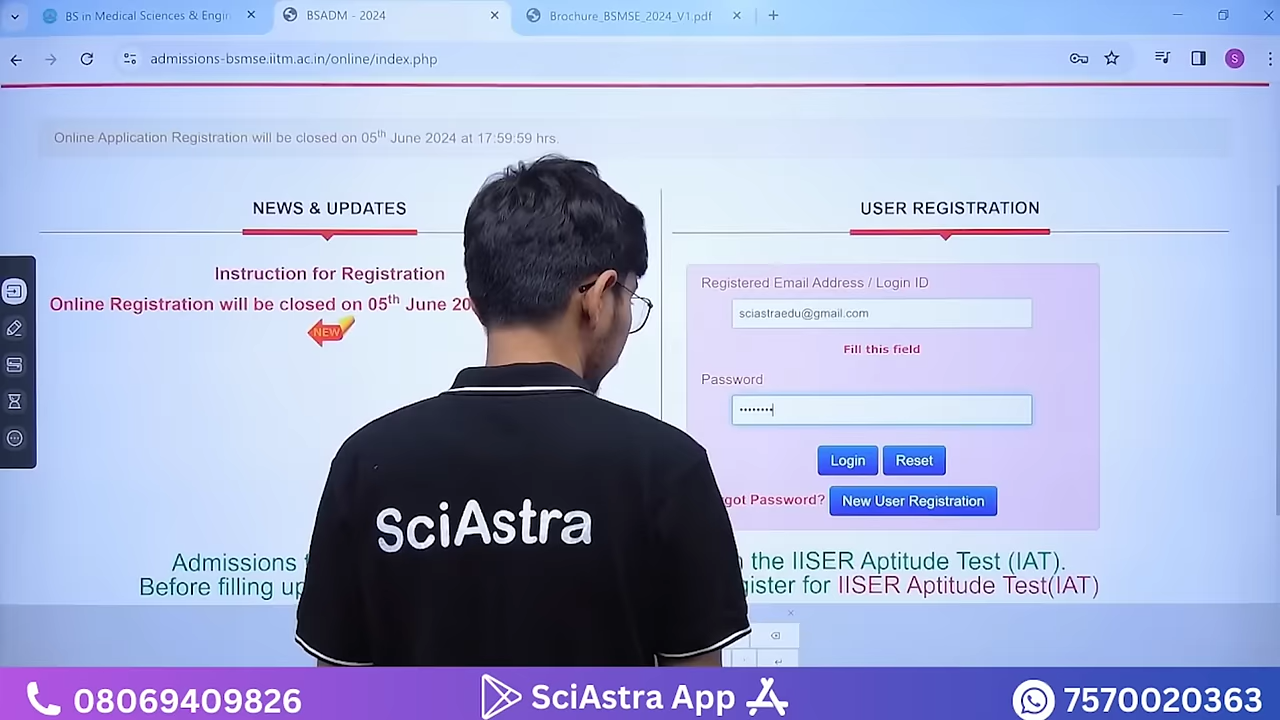 BS in Medical Sciences & Engin
BSADM - 2024
Brochure_BSMSE_2024_V1.pdf
admissions-bsmse.iitm.ac.in/online/index.php
S
Online Application Registration will be closed on 05th June 2024 at 17:59:59 hrs.
NEWS & UPDATES
Instruction for Registration
Online Registration will be closed on 05th June 20
NEW
USER REGISTRATION
Registered Email Address / Login ID
sciastraedu@gmail.com
Fill this field
Password
Login
Reset
got Password?
New User Registration
SciAstra
Admissions
the IISER Aptitude Test (IAT).
Before filling up
ister for IISER Aptitude Test(IAT)
08069409826
SciAstra App
7570020363